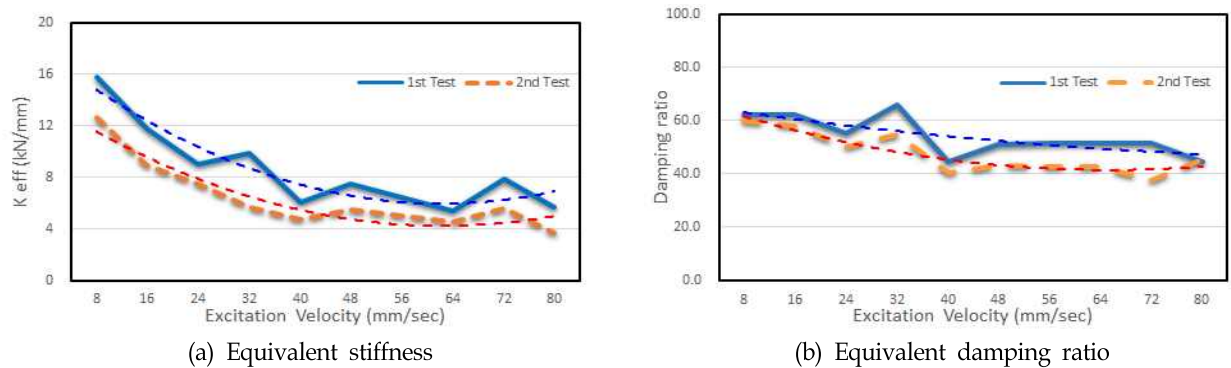 20
16
12
8
4
0
K eff (kN/mm)
1st Test 2nd Test
8 16 24 32 40 48 56 64 72 80
Excitation Velocity (mm/sec)
(a) Equivalent stiffness
100.0
80.0
60.0
40.0
20.0
0.0
Damping ratio
1st Test 2nd Test
8 16 24 32 40 48 56 64 72 80
Excitation Velocity (mm/sec)
(b) Equivalent damping ratio